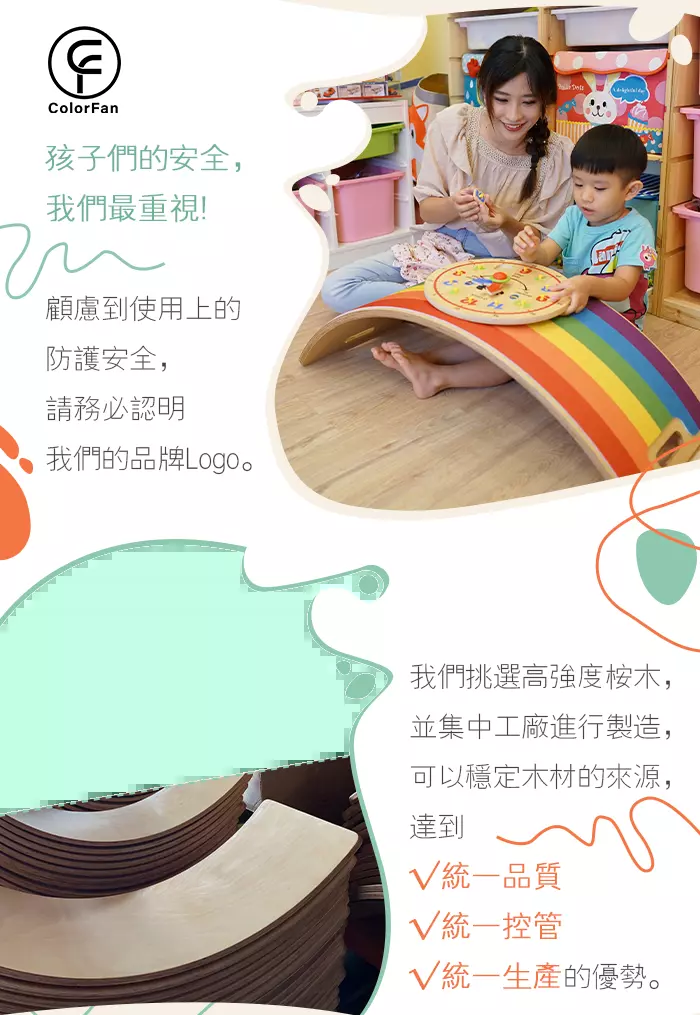 ColorFan
孩子們的安全，
我們最重視!
顧慮到使用上的
防護安全，
請務必認明
我們的品牌Logo。
我們挑選高強度桉木，
並集中工廠進行製造，
可以穩定木材的來源，
達到
√統一品質
√統一控管
√統一生產的優勢。